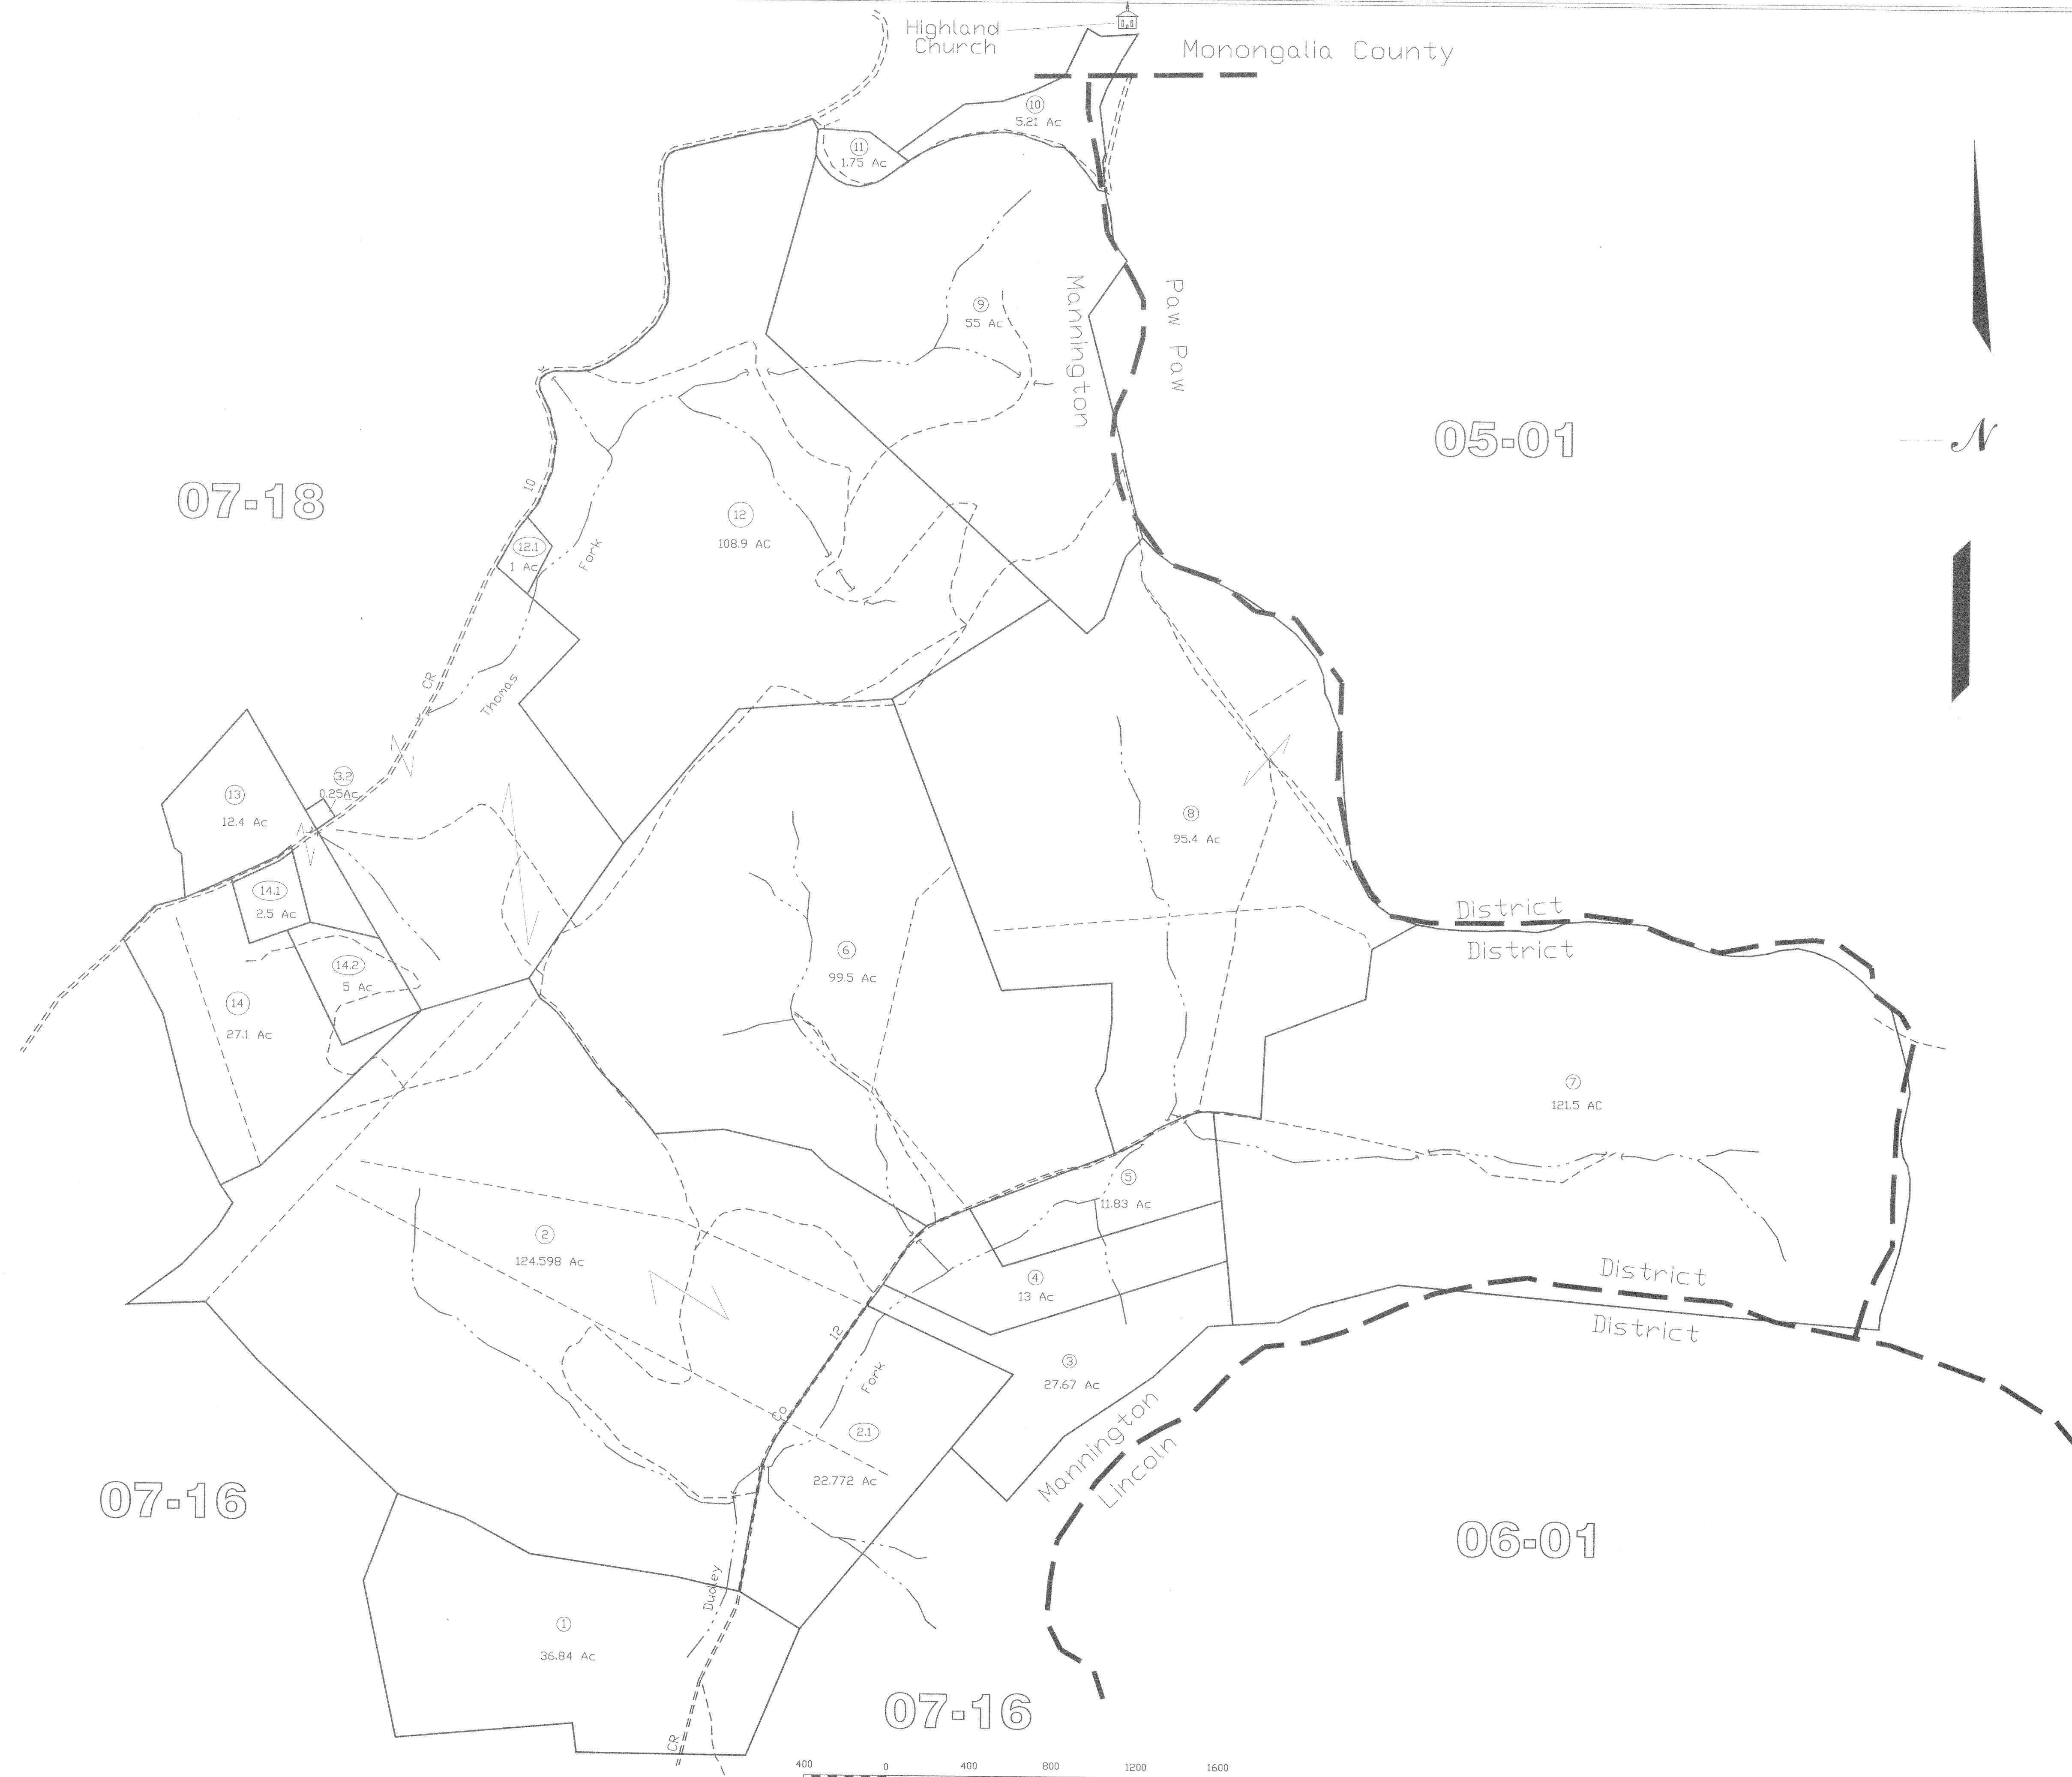 Highland
Church
Monongalia County
10
5.21 Ac
11
1.75 Ac
9
55 Ac
Mannington
Paw Paw
05-01
N
07-18
10
12
108.9 AC
12.1
1 Ac
Fork
Thomas
CR
3.2
0.25Ac
13
12.4 Ac
8
95.4 Ac
14.1
2.5 Ac
District
District
6
99.5 Ac
14.2
5 Ac
14
27.1 Ac
7
121.5 AC
5
11.83 Ac
2
124.598 Ac
4
13 Ac
District
District
12
3
27.67 Ac
Fork
Co
2.1
22.772 Ac
Mannington
Lincoln
07-16
06-01
Dudley
1
36.84 Ac
07-16
CR
400 0 400 800 1200 1600